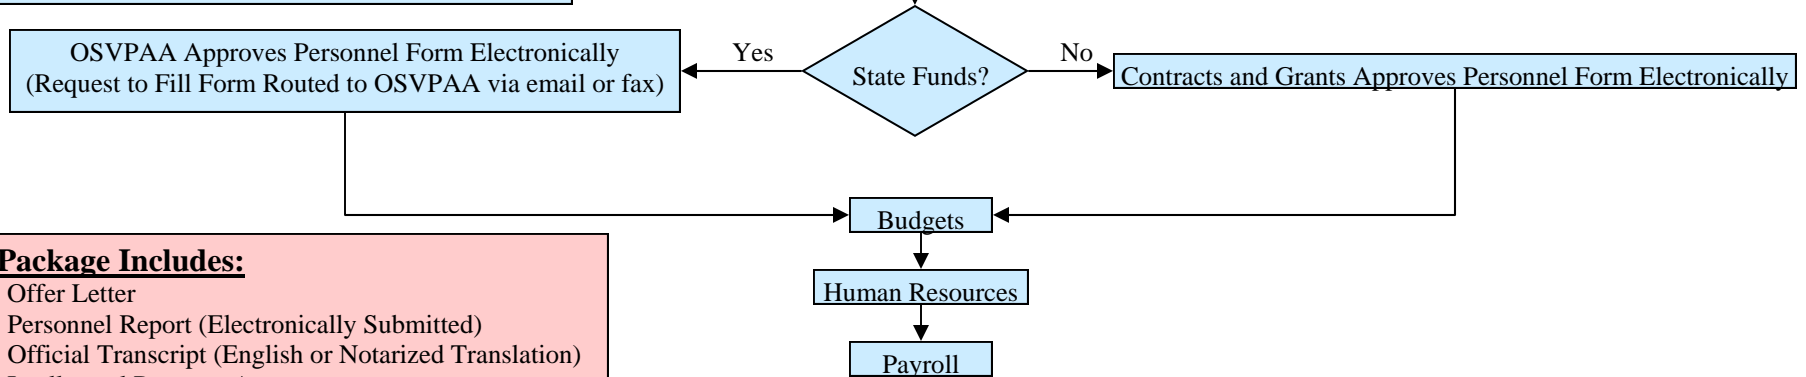 OSVPAA Approves Personnel Form Electronically
(Request to Fill Form Routed to OSVPAA via email or fax)
Yes
State Funds?
No
Contracts and Grants Approves Personnel Form Electronically
Budgets
Human Resources
Payroll
Package Includes:
Offer Letter
Personnel Report (Electronically Submitted)
Official Transcript (English or Notarized Translation)